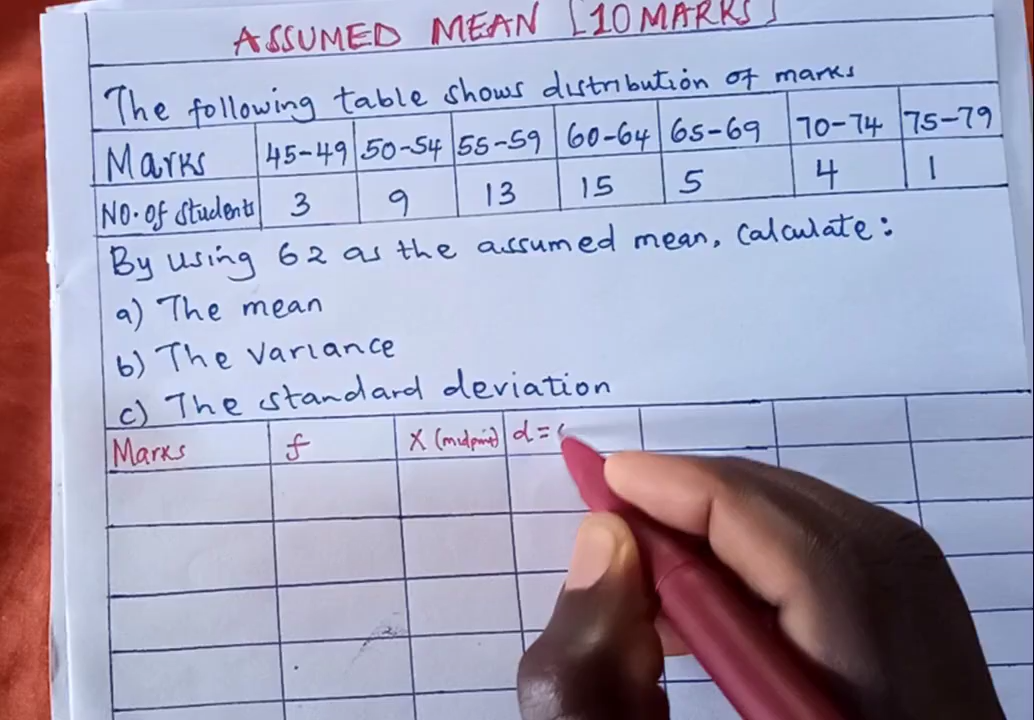 ASSUMED MEAN [10 MARKS]
The following table shows distribution of marks
Marks 45-49 50-54 55-59 60-64 65-69 70-74 75-79
NO. of students 3 9 13 15 5 4 1
By using 62 as the assumed mean, calculate:
a) The mean
b) The variance
c) The standard deviation
Marks f X (midpoint) d = (